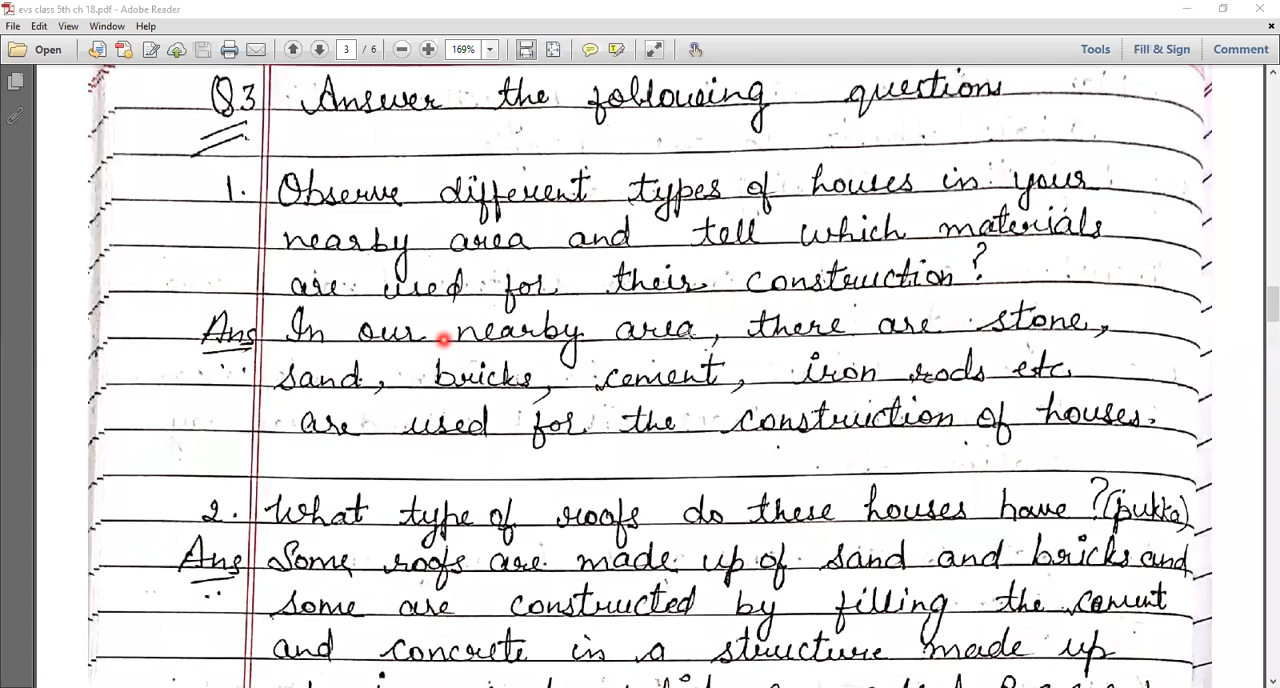 evs class 5th ch 18.pdf - Adobe Reader
File Edit View Window Help
Open 3 / 6 169% Tools Fill & Sign Comment
Q3 Answer the following questions
1. Observe different types of houses in your
nearby area and tell which materials
are used for their construction?
Ans In our nearby area, there are stone,
sand, bricks, cement, iron rods etc.
are used for the construction of houses.
2. What type of roofs do these houses have? (pukka)
Ans Some roofs are made up of sand and bricks and
some are constructed by filling the cement
and concrete in a structure made up